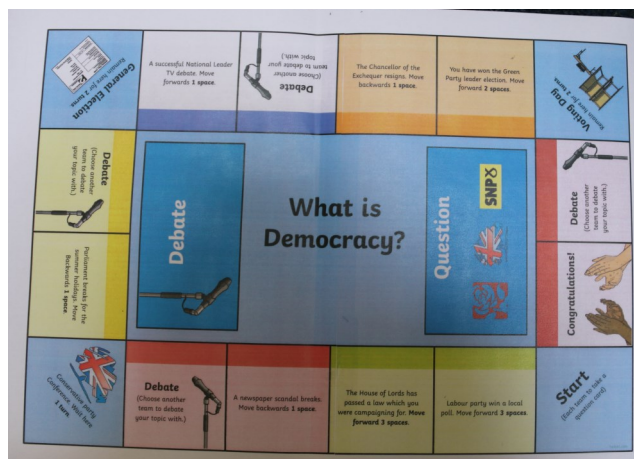 General Election
Remain here for 2 turns
A successful National Leader
TV debate. Move
forwards 1 space.
Debate
(Choose another
team to debate
your topic with.)
The Chancellor of the
Exchequer resigns. Move
backwards 1 space.
You have won the Green
Party leader election. Move
forward 2 spaces.
Voting Day
Debate
(Choose another
team to debate
your topic with.)
Debate
What is
Democracy?
Question
SNP
Debate
(Choose another
team to debate
your topic with.)
Parliament breaks for the
summer holidays. Move
Backwards 1 space.
Congratulations!
Conservative party
Conference. Wait here
1 turn.
Debate
(Choose another
team to debate
your topic with.)
A newspaper scandal breaks.
Move backwards 1 space.
The House of Lords has
passed a law which you
were campaigning for. Move
forward 3 spaces.
Labour party win a local
poll. Move forward 3 spaces.
Start
(Each team to take a
question card)